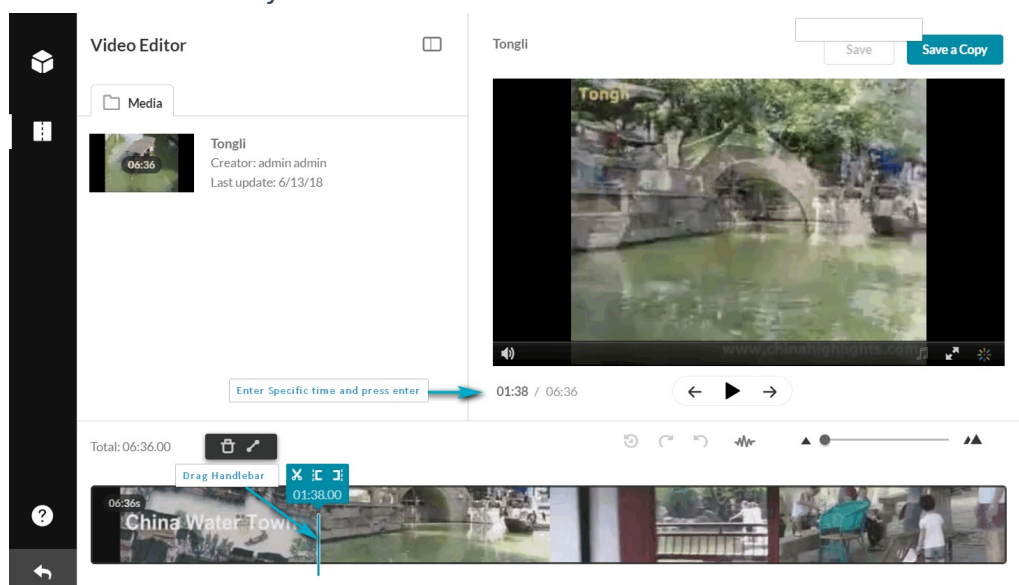 Video Editor
Tongli
Save
Save a Copy
Media
06:36
Tongli
Creator: admin admin
Last update: 6/13/18
Tongli
www.chinahighlights.com
Enter Specific time and press enter
01:38 / 06:36
Total: 06:36.00
Drag Handlebar
01:38.00
06:36s
China Water Town
?